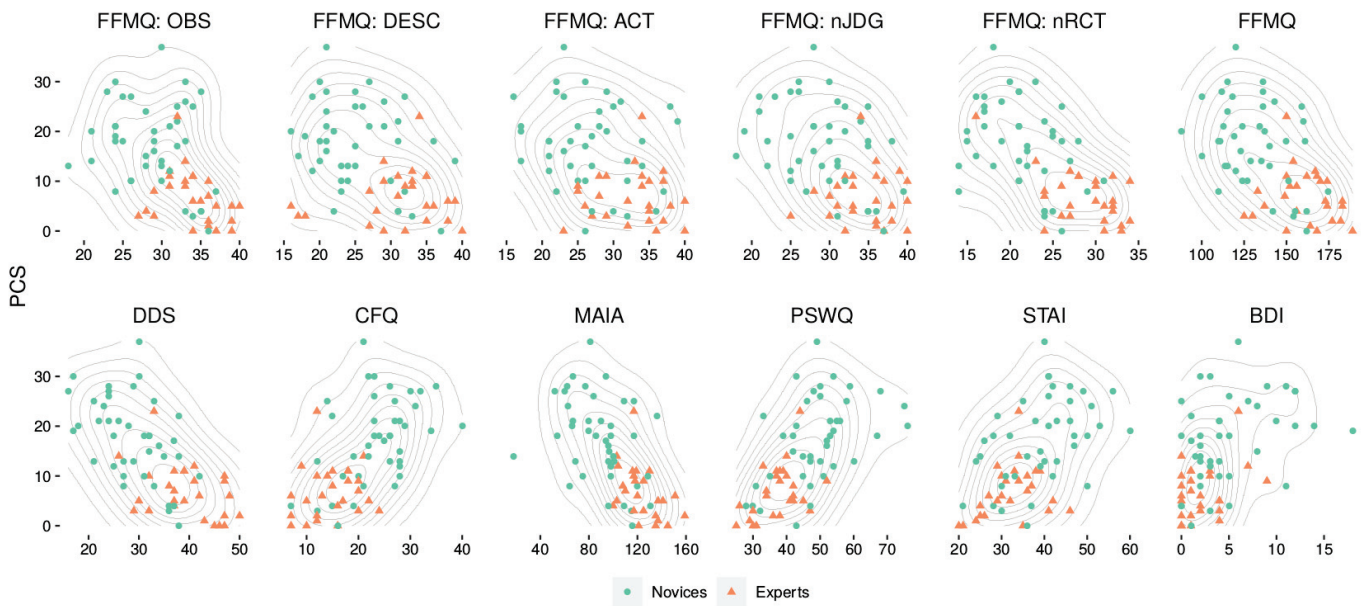 FFMQ: OBS FFMQ: DESC FFMQ: ACT FFMQ: nJDG FFMQ: nRCT FFMQ
30
20
10
0
20 25 30 35 40 15 20 25 30 35 40 15 20 25 30 35 40 20 25 30 35 40 15 20 25 30 35 100 125 150 175
PCS
DDS CFQ MAIA PSWQ STAI BDI
30
20
10
0
20 30 40 50 10 20 30 40 40 80 120 160 30 40 50 60 70 20 30 40 50 60 0 5 10 15
Novices Experts